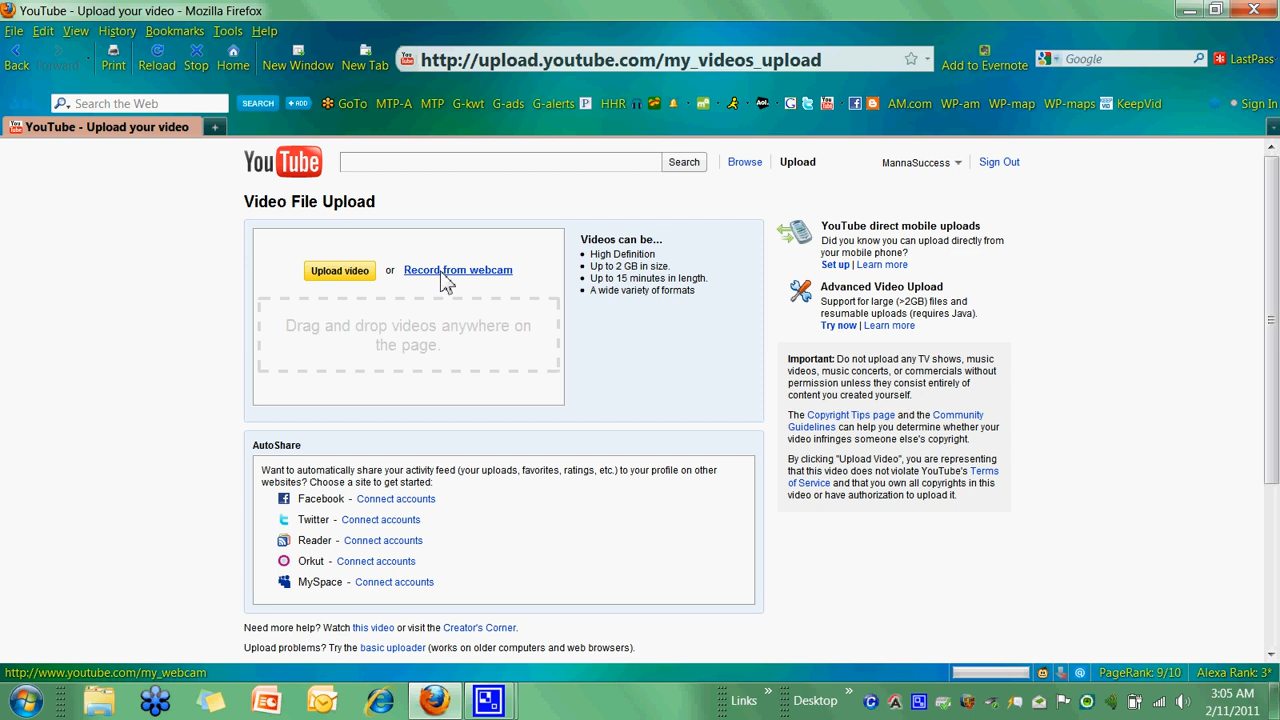 YouTube - Upload your video - Mozilla Firefox
File Edit View History Bookmarks Tools Help
Back Forward Print Reload Stop Home New Window New Tab http://upload.youtube.com/my_videos_upload Add to Evernote Google LastPass
Search the Web SEARCH +ADD GoTo MTP-A MTP G-kwt G-ads G-alerts HHR Aol. AM.com WP-am WP-map WP-maps KEEP VID KeepVid Sign In
YouTube - Upload your video
YouTube Search Browse Upload MannaSuccess Sign Out
Video File Upload
Upload video or Record from webcam
Drag and drop videos anywhere on
the page.
Videos can be...
High Definition
Up to 2 GB in size.
Up to 15 minutes in length.
A wide variety of formats
YouTube direct mobile uploads
Did you know you can upload directly from
your mobile phone?
Set up | Learn more
Advanced Video Upload
Support for large (>2GB) files and
resumable uploads (requires Java).
Try now | Learn more
Important: Do not upload any TV shows, music
videos, music concerts, or commercials without
permission unless they consist entirely of
content you created yourself.
The Copyright Tips page and the Community
Guidelines can help you determine whether your
video infringes someone else's copyright.
By clicking "Upload Video", you are representing
that this video does not violate YouTube's Terms
of Service and that you own all copyrights in this
video or have authorization to upload it.
AutoShare
Want to automatically share your activity feed (your uploads, favorites, ratings, etc.) to your profile on other
websites? Choose a site to get started:
Facebook - Connect accounts
Twitter - Connect accounts
Reader - Connect accounts
Orkut - Connect accounts
MySpace - Connect accounts
Need more help? Watch this video or visit the Creator's Corner.
Upload problems? Try the basic uploader (works on older computers and web browsers).
http://www.youtube.com/my_webcam PageRank: 9/10 Alexa Rank: 3*
Links Desktop 3:05 AM
2/11/2011